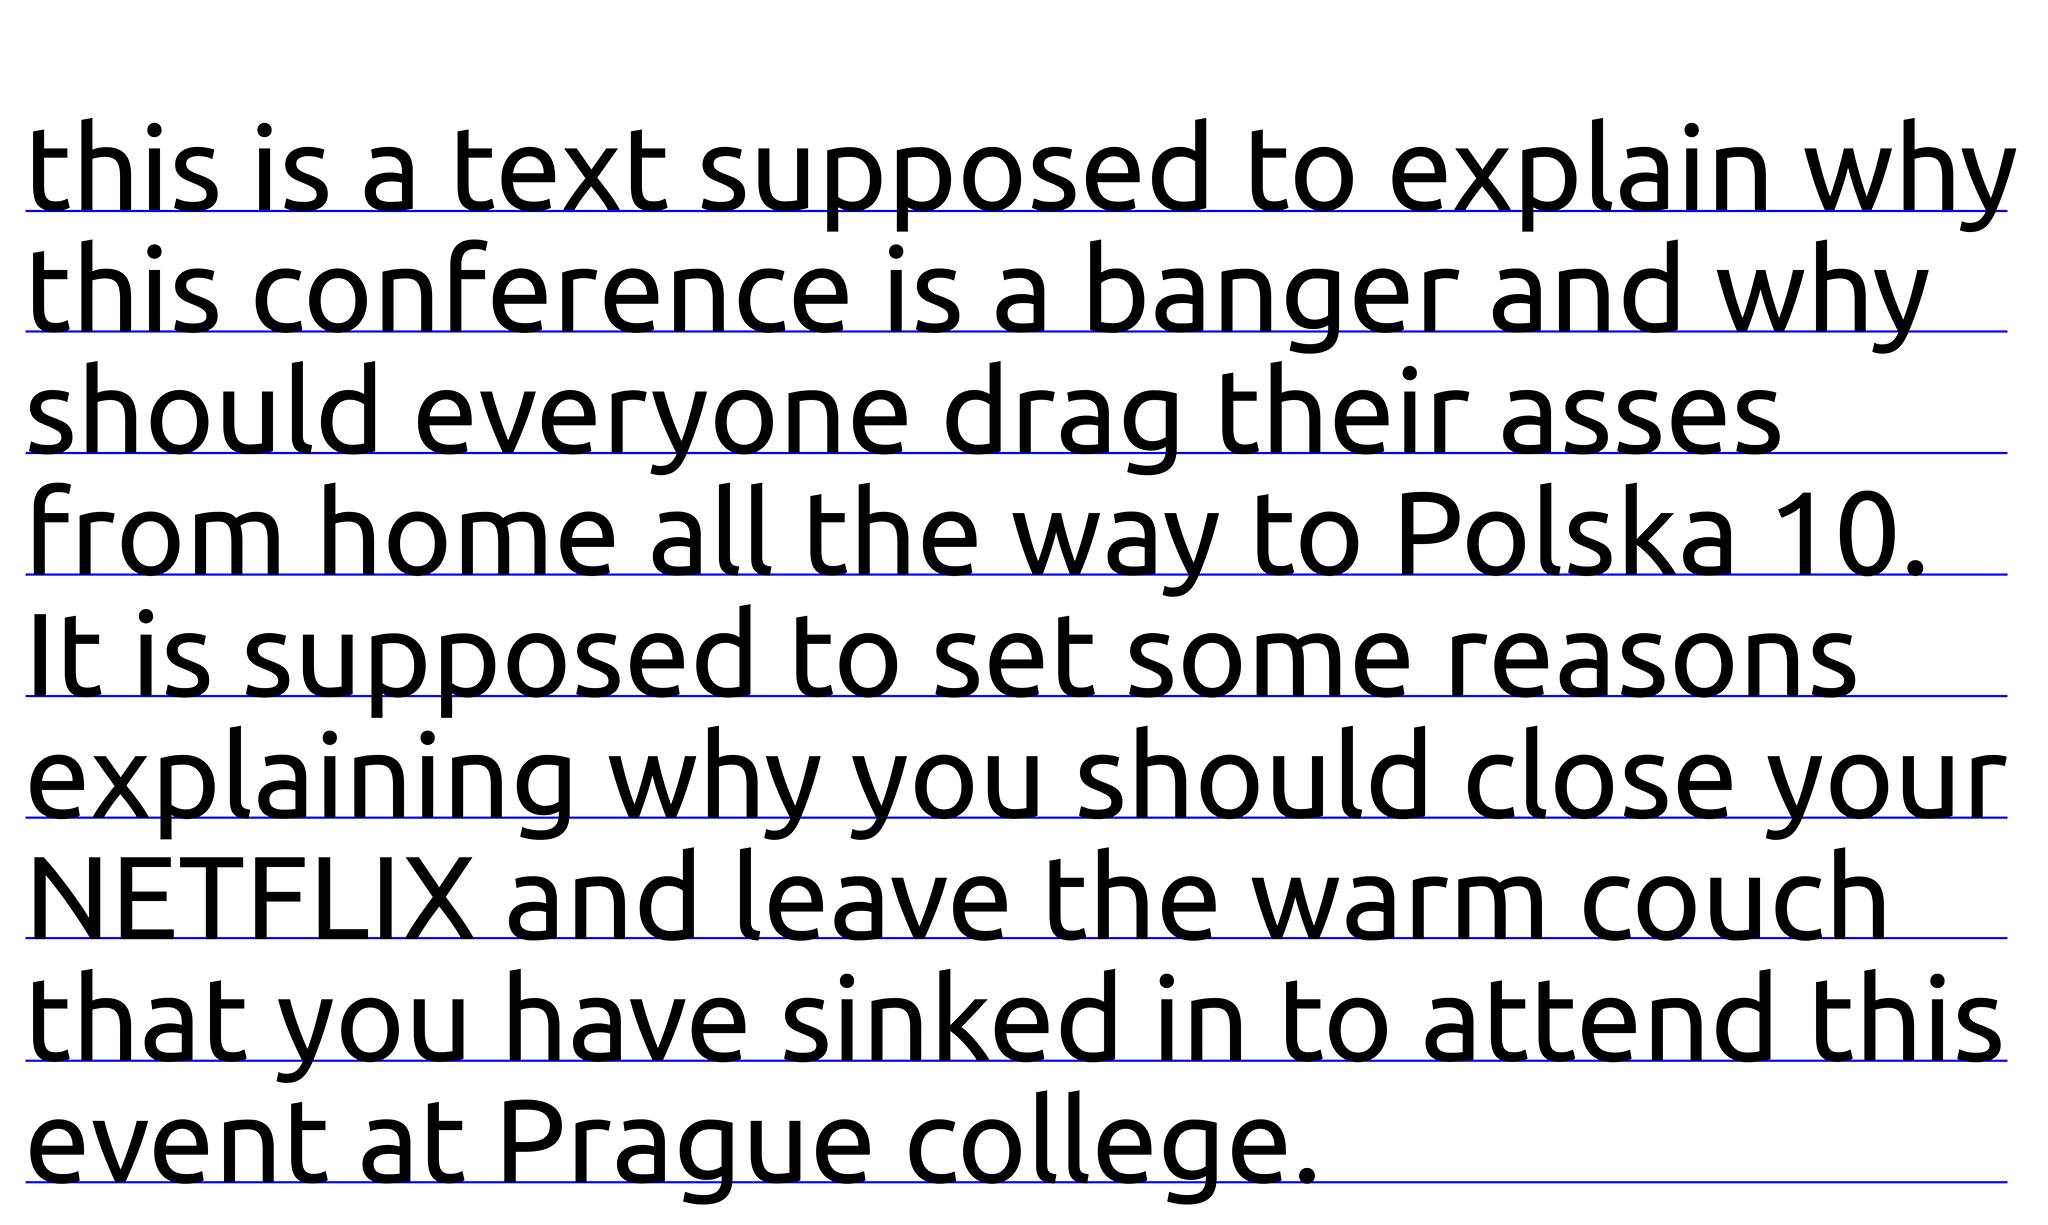 this is a text supposed to explain why
this conference is a banger and why
should everyone drag their asses
from home all the way to Polska 10.
It is supposed to set some reasons
explaining why you should close your
NETFLIX and leave the warm couch
that you have sinked in to attend this
event at Prague college.